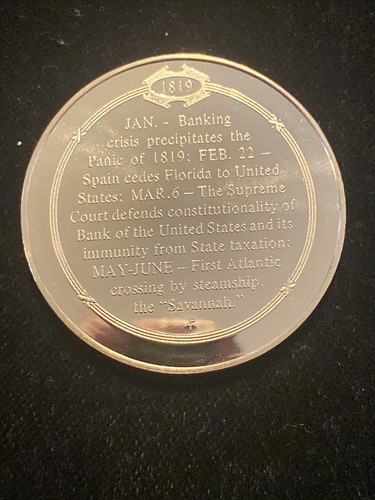 1819
JAN. - Banking
crisis precipitates the
Panic of 1819; FEB. 22 –
Spain cedes Florida to United
States; MAR. 6 – The Supreme
Court defends constitutionality of
Bank of the United States and its
immunity from State taxation;
MAY-JUNE – First Atlantic
crossing by steamship,
the "Savannah."